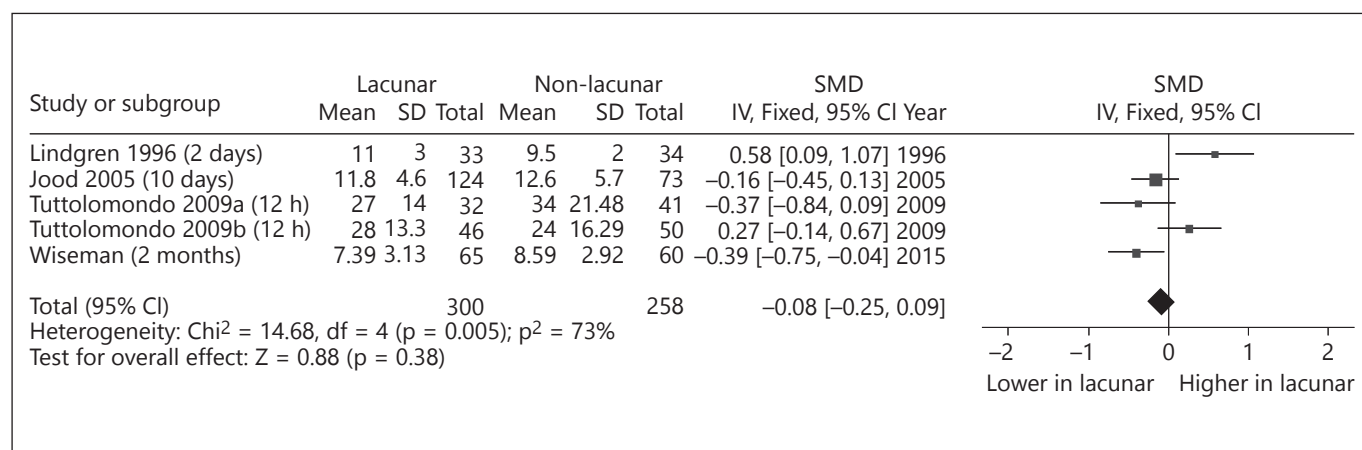 Lacunar Non-lacunar SMD SMD
Study or subgroup Mean SD Total Mean SD Total IV, Fixed, 95% CI Year IV, Fixed, 95% CI
Lindgren 1996 (2 days) 11 3 33 9.5 2 34 0.58 [0.09, 1.07] 1996
Jood 2005 (10 days) 11.8 4.6 124 12.6 5.7 73 –0.16 [–0.45, 0.13] 2005
Tuttolomondo 2009a (12 h) 27 14 32 34 21.48 41 –0.37 [–0.84, 0.09] 2009
Tuttolomondo 2009b (12 h) 28 13.3 46 24 16.29 50 0.27 [–0.14, 0.67] 2009
Wiseman (2 months) 7.39 3.13 65 8.59 2.92 60 –0.39 [–0.75, –0.04] 2015
Total (95% CI) 300 258 –0.08 [–0.25, 0.09]
Heterogeneity: Chi² = 14.68, df = 4 (p = 0.005); p² = 73%
Test for overall effect: Z = 0.88 (p = 0.38)
–2 –1 0 1 2
Lower in lacunar Higher in lacunar